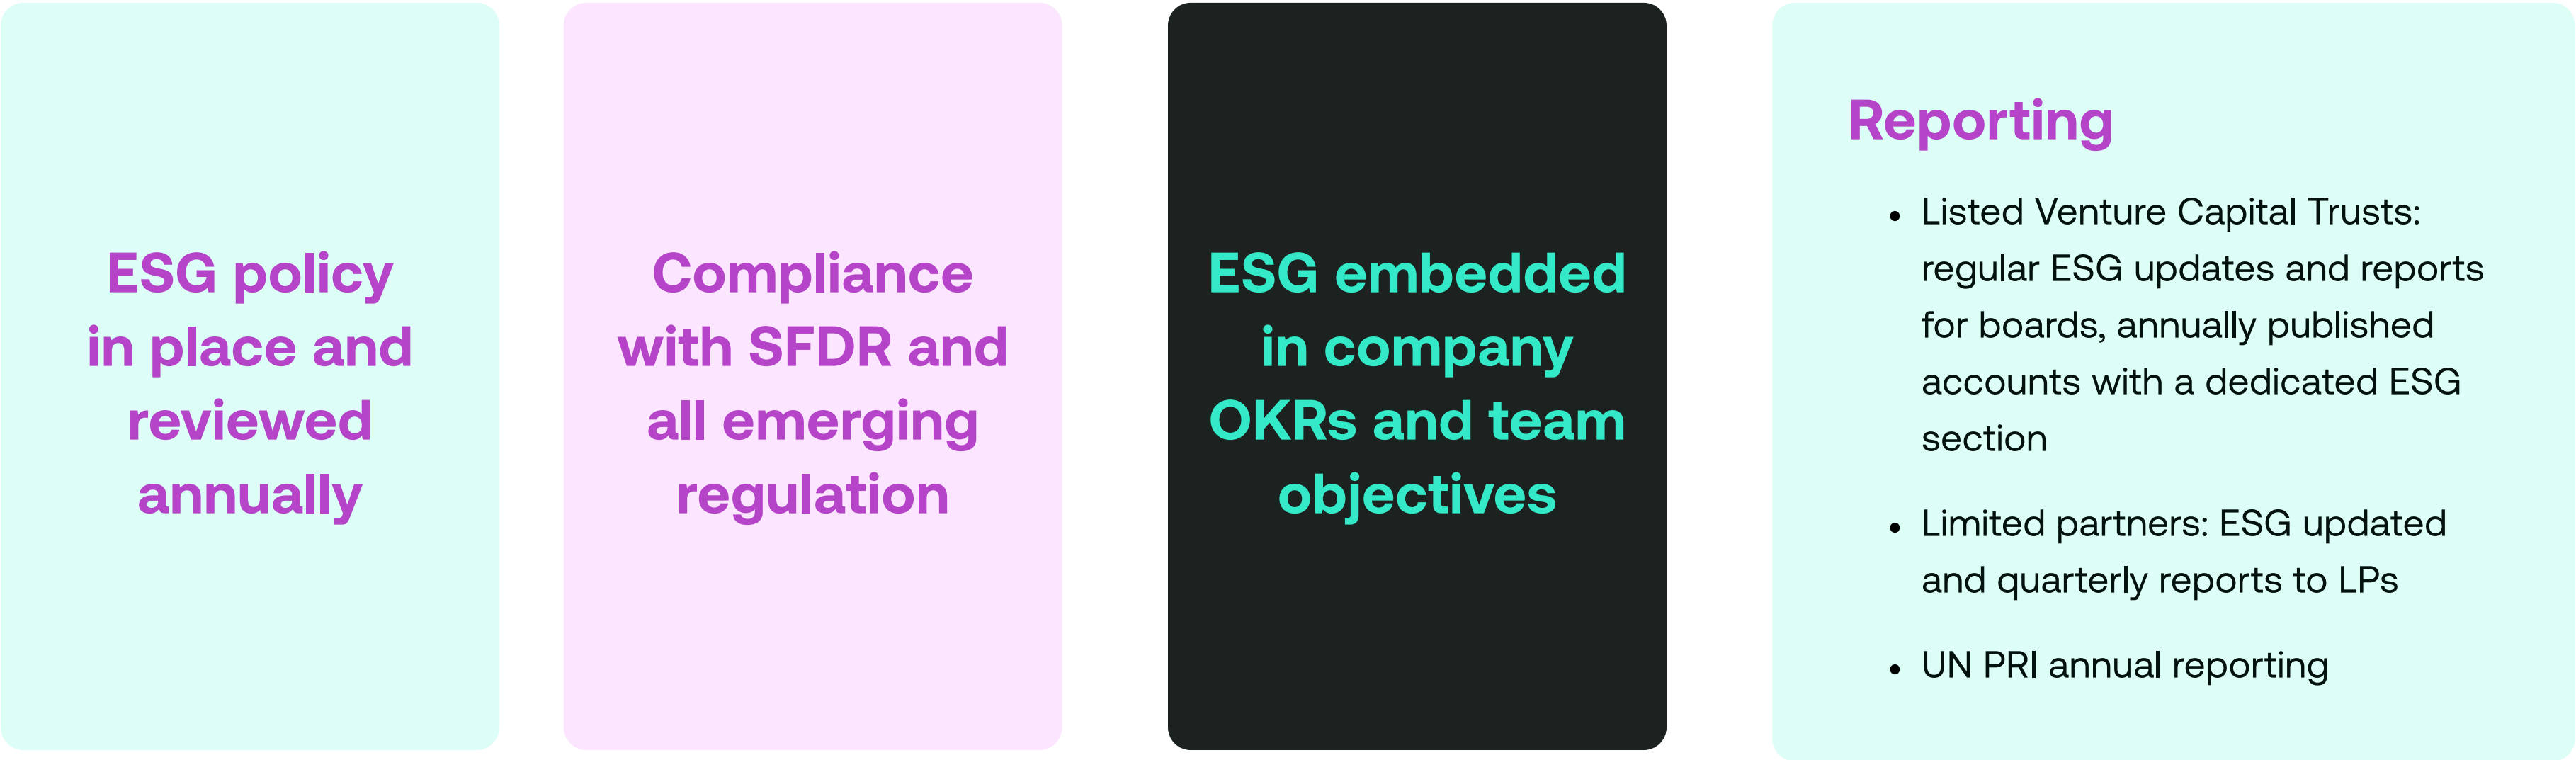 ESG policy
in place and
reviewed
annually
Compliance
with SFDR and
all emerging
regulation
ESG embedded
in company
OKRs and team
objectives
Reporting
• Listed Venture Capital Trusts:
regular ESG updates and reports
for boards, annually published
accounts with a dedicated ESG
section
• Limited partners: ESG updated
and quarterly reports to LPs
• UN PRI annual reporting